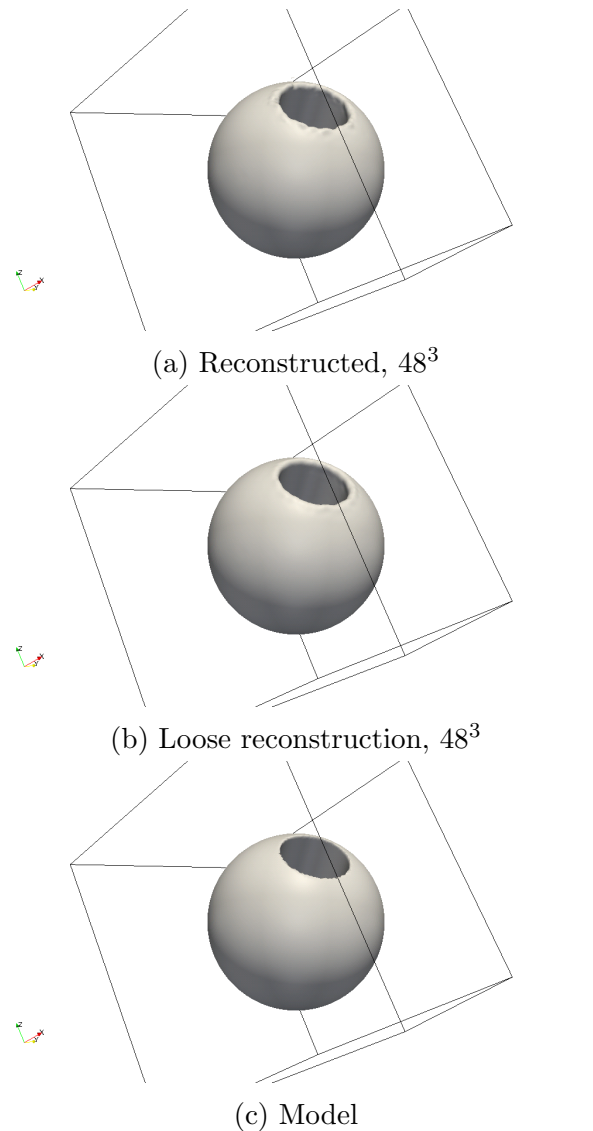 Z
X
Y
(a) Reconstructed, 48³
Z
X
Y
(b) Loose reconstruction, 48³
Z
X
Y
(c) Model